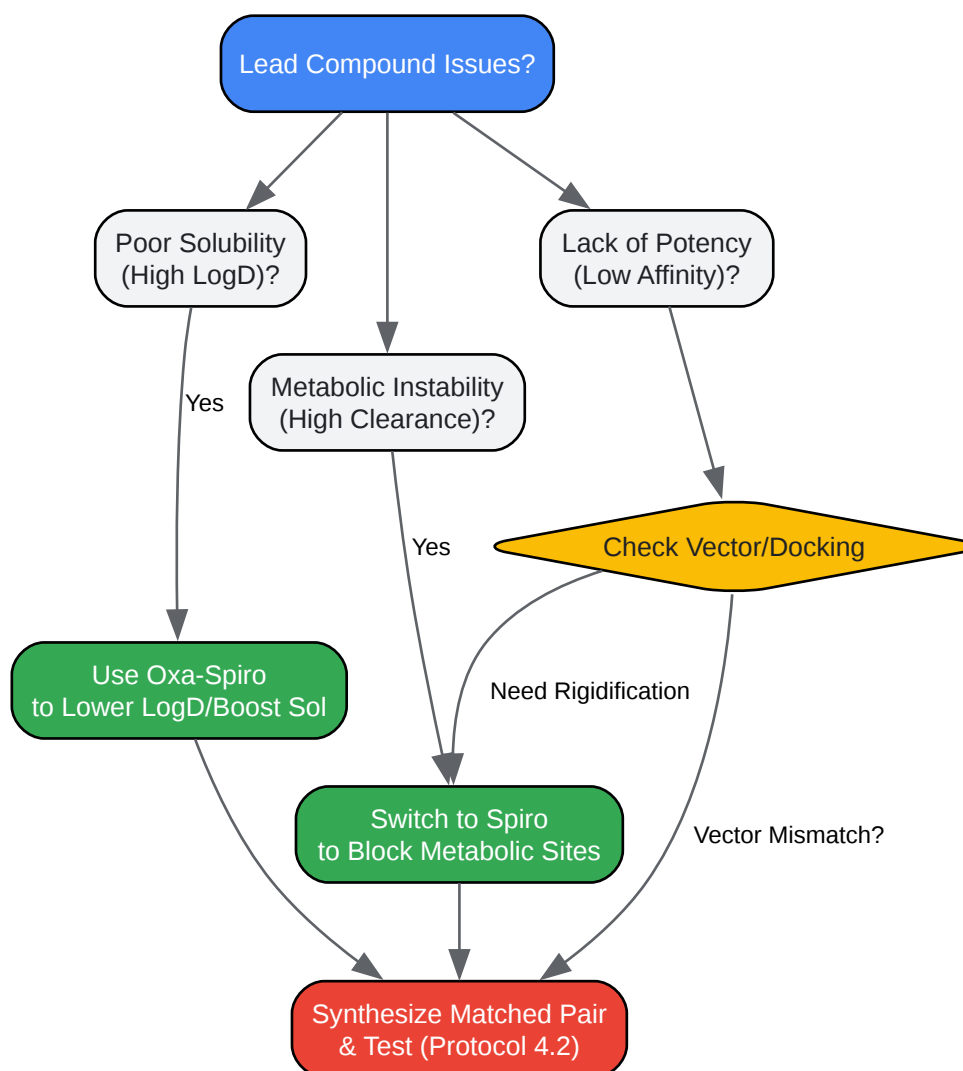 Lead Compound Issues?
Poor Solubility
(High LogD)?
Lack of Potency
(Low Affinity)?
Metabolic Instability
(High Clearance)?
Yes
Yes
Check Vector/Docking
Use Oxa-Spiro
to Lower LogD/Boost Sol
Need Rigidification
Switch to Spiro
to Block Metabolic Sites
Vector Mismatch?
Synthesize Matched Pair
& Test (Protocol 4.2)